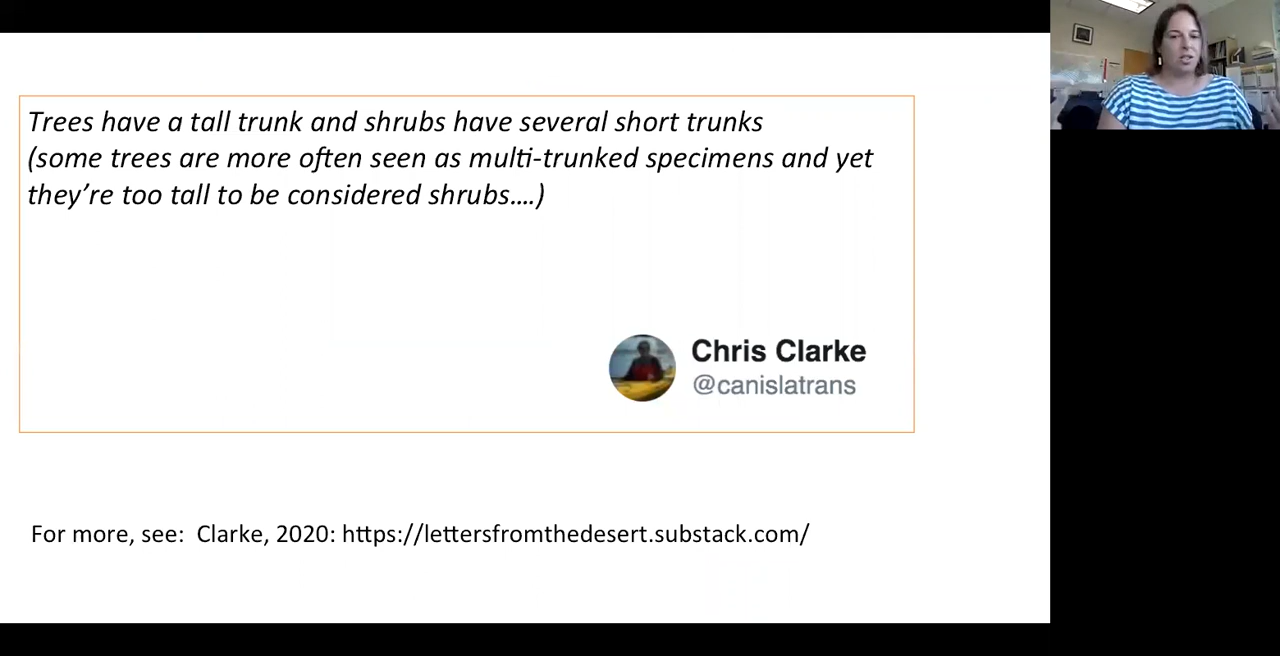 Trees have a tall trunk and shrubs have several short trunks
(some trees are more often seen as multi-trunked specimens and yet
they’re too tall to be considered shrubs….)
Chris Clarke
@canislatrans
For more, see:  Clarke, 2020: https://lettersfromthedesert.substack.com/